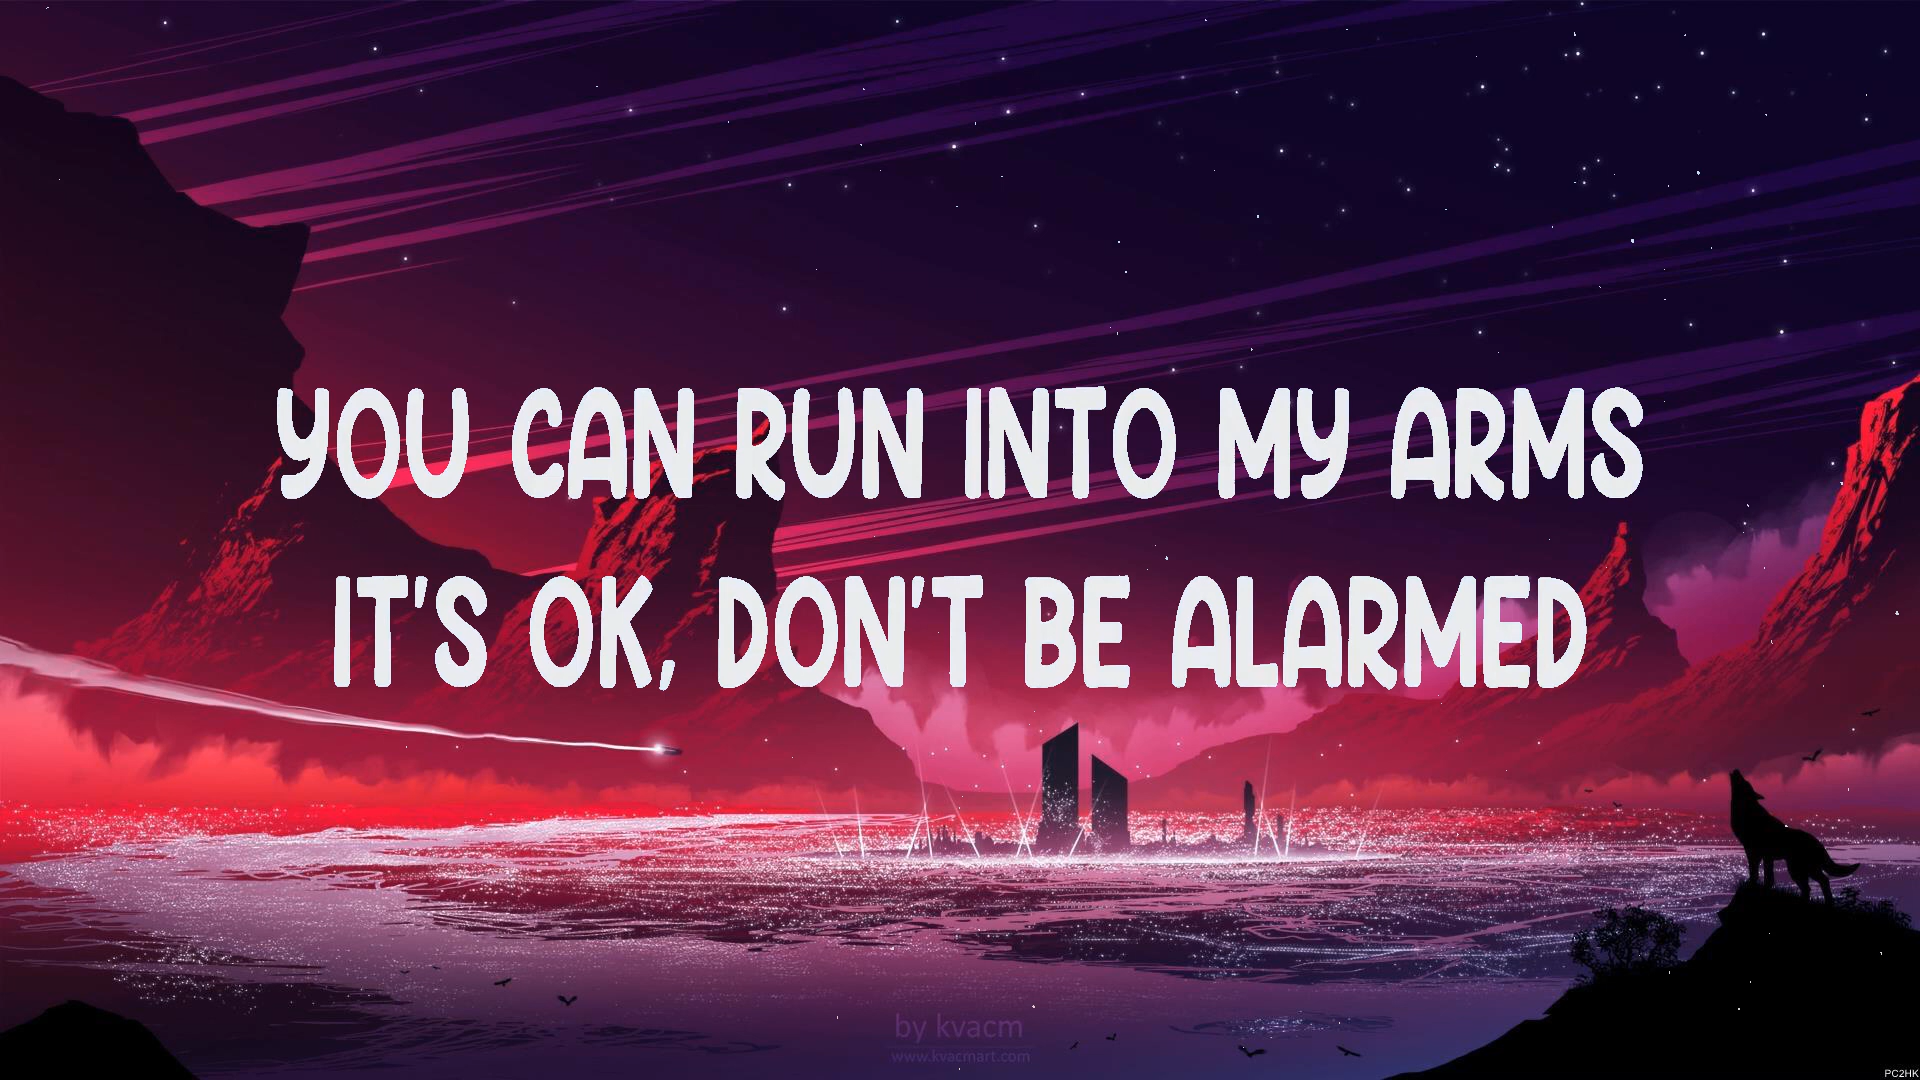 YOU CAN RUN INTO MY ARMS
IT'S OK, DON'T BE ALARMED
by kvacm
www.kvacmart.com
PC2HK